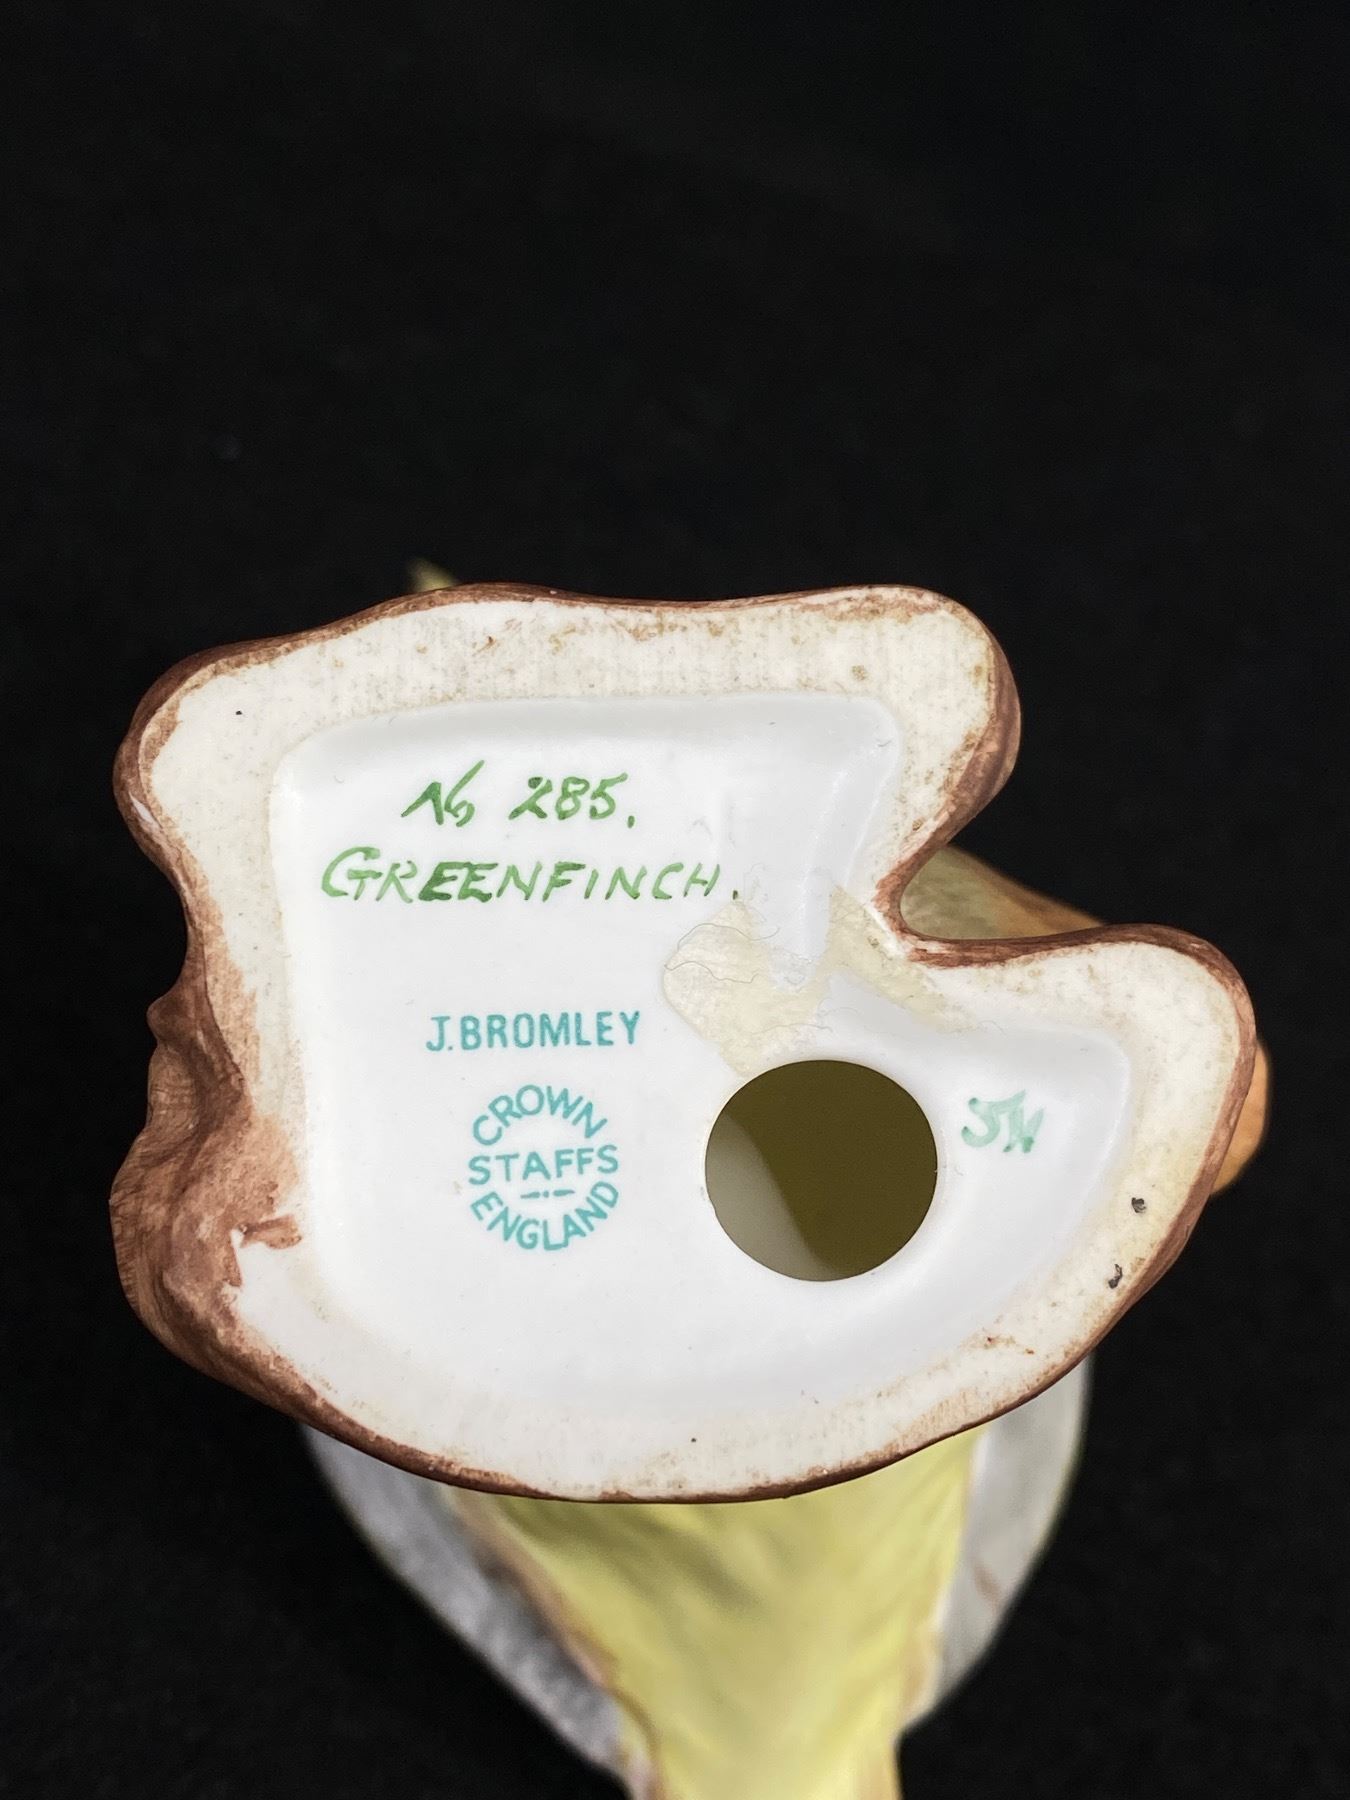 No 285.
GREENFINCH.
J.BROMLEY
CROWN
STAFFS
ENGLAND